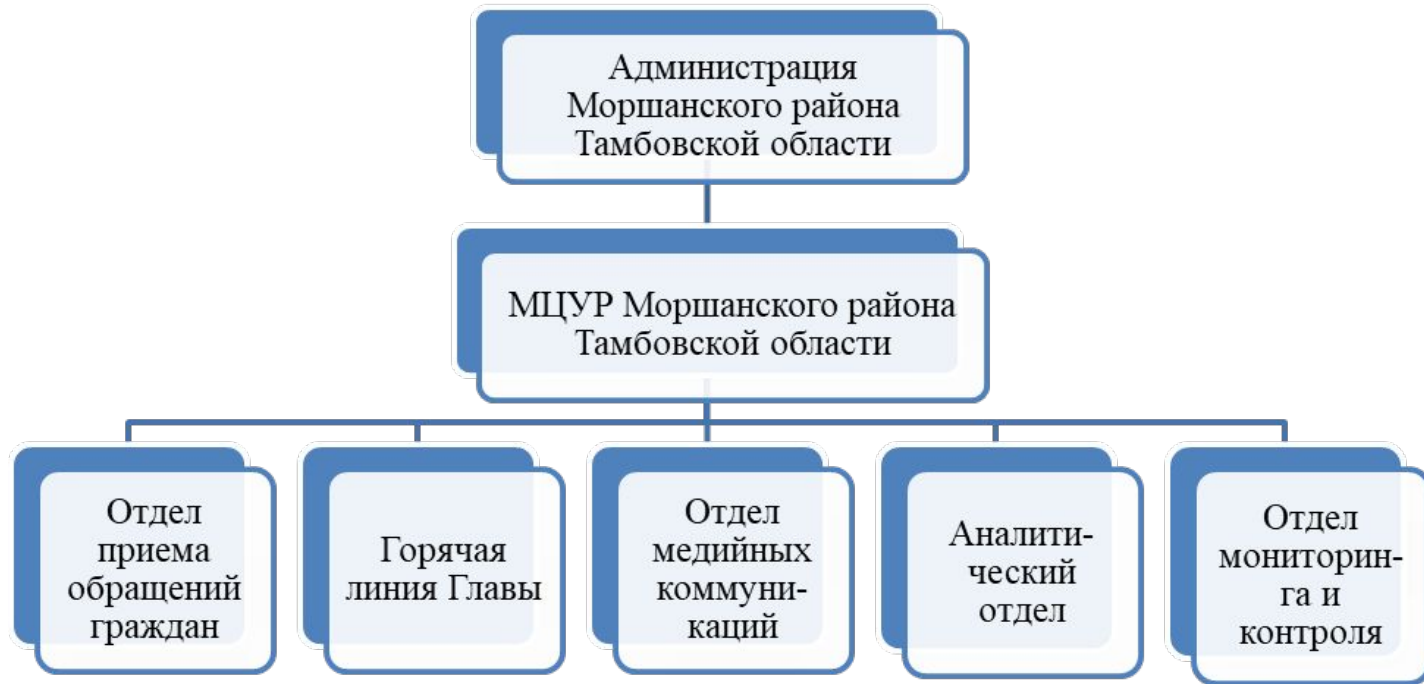 Администрация
Моршанского района
Тамбовской области
МЦУР Моршанского района
Тамбовской области
Отдел
приема
обращений
граждан
Горячая
линия Главы
Отдел
медийных
коммуни-
каций
Аналити-
ческий
отдел
Отдел
мониторин-
га и
контроля